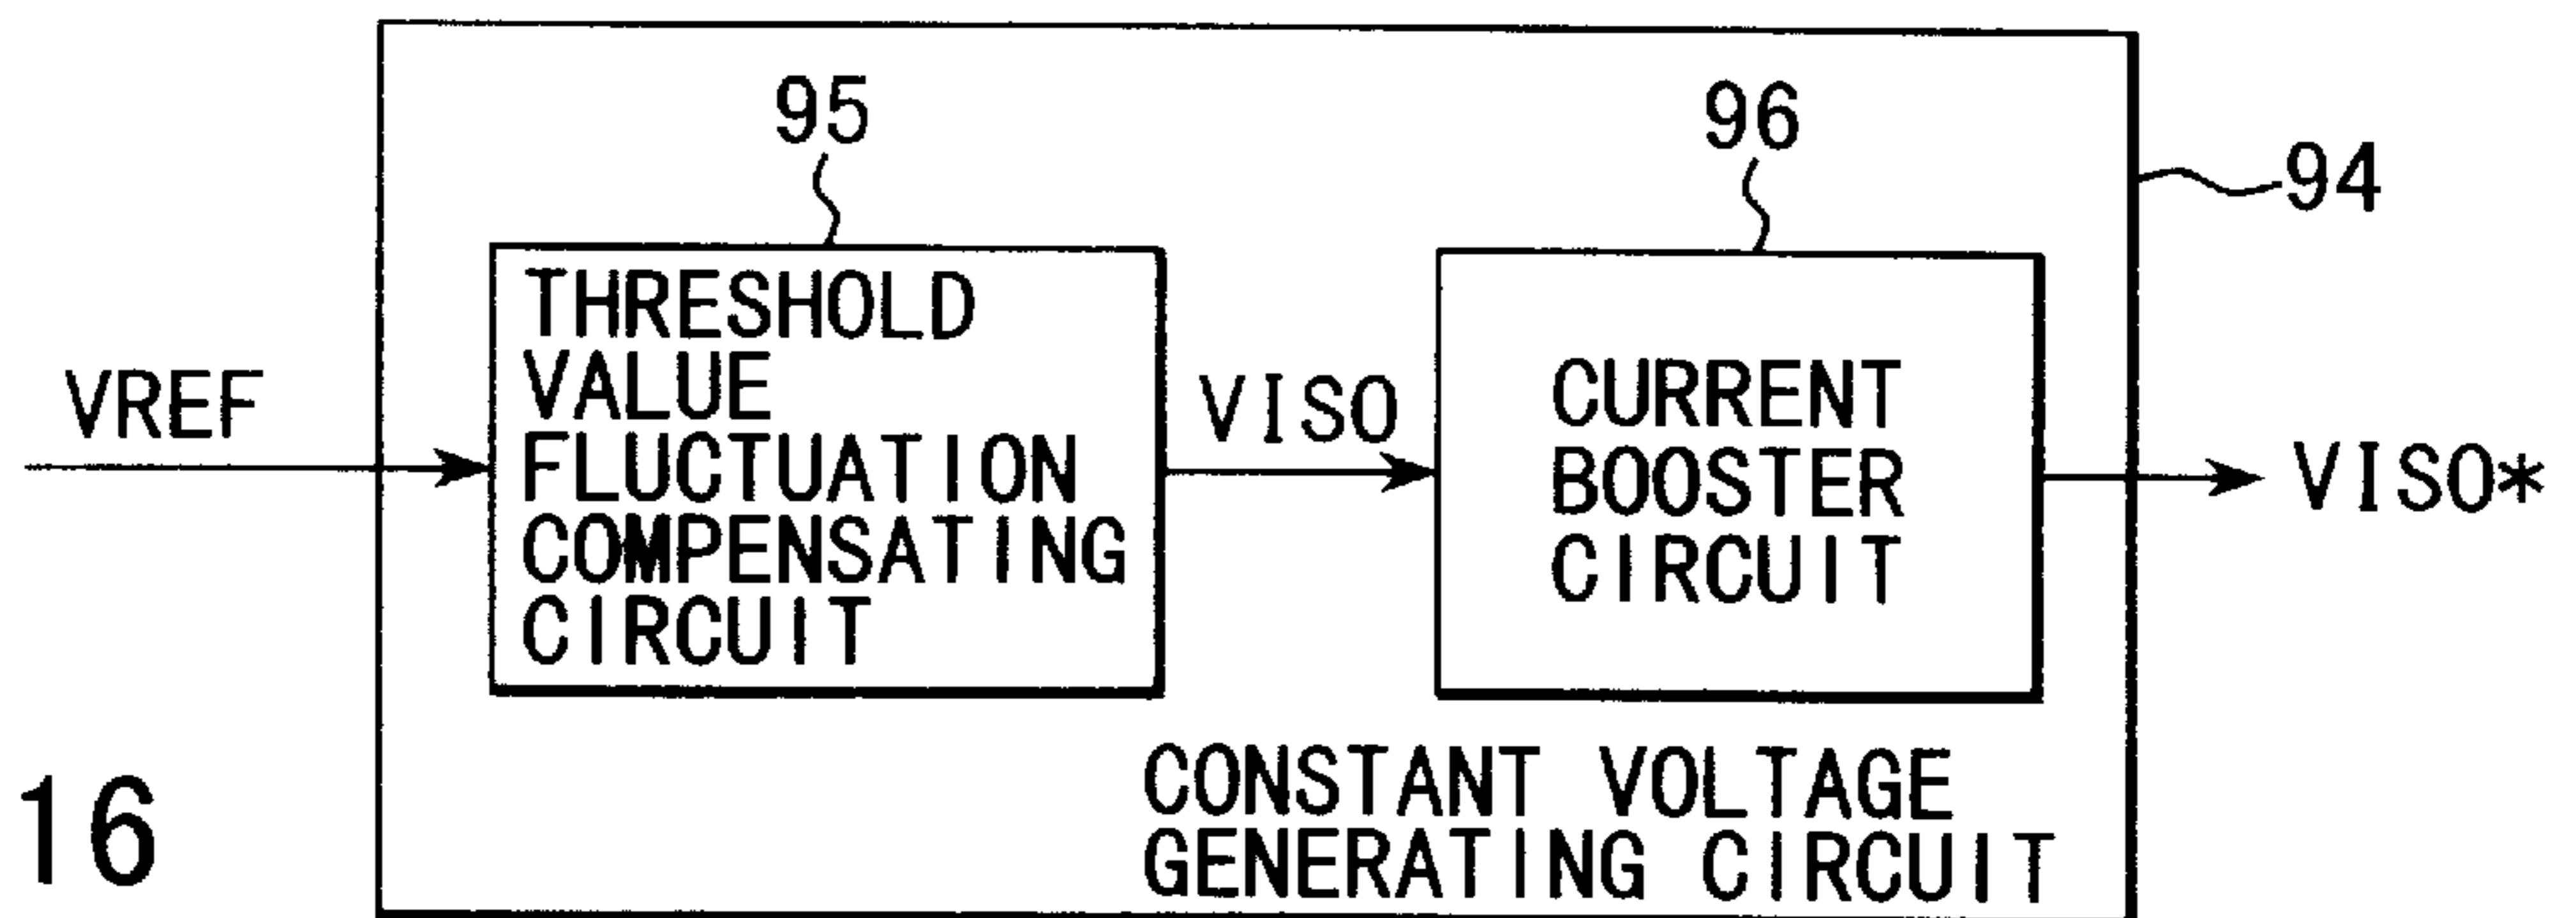 95
96
94
THRESHOLD
VALUE
FLUCTUATION
COMPENSATING
CIRCUIT
VREF
VISO
CURRENT
BOOSTER
CIRCUIT
VISO*
CONSTANT VOLTAGE
GENERATING CIRCUIT
16